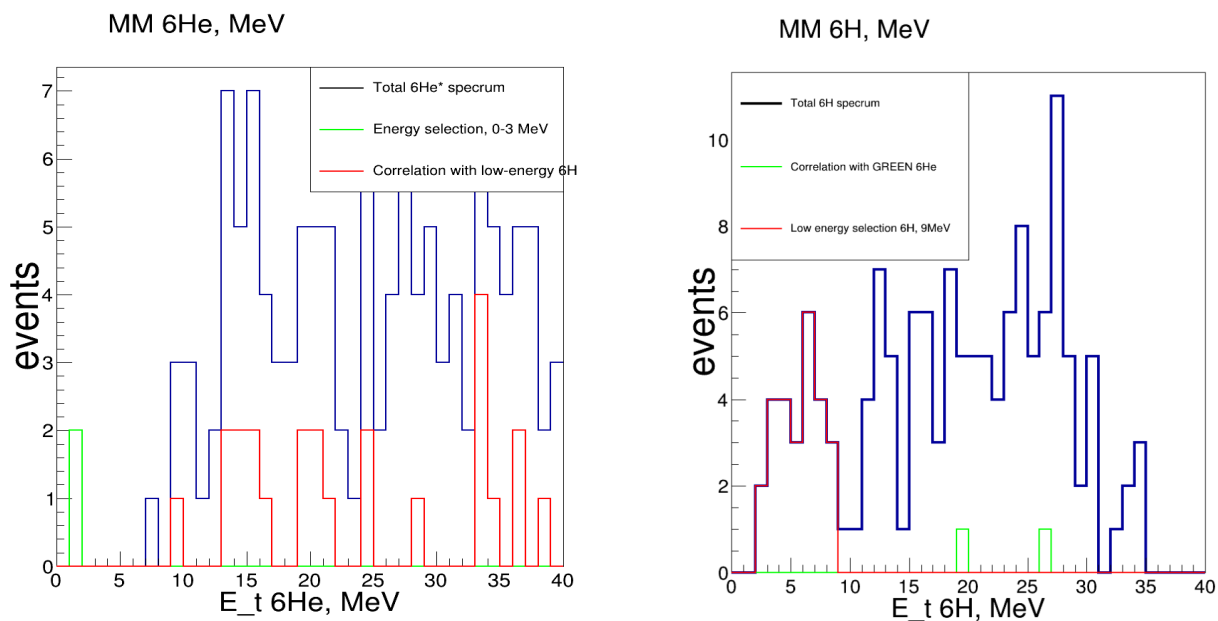 MM 6He, MeV
7
6
5
4
3
2
1
0
events
Total 6He* specrum
Energy selection, 0-3 MeV
Correlation with low-energy 6H
0 5 10 15 20 25 30 35 40
E_t 6He, MeV
MM 6H, MeV
10
8
6
4
2
0
events
Total 6H specrum
Correlation with GREEN 6He
Low energy selection 6H, 9MeV
0 5 10 15 20 25 30 35 40
E_t 6H, MeV